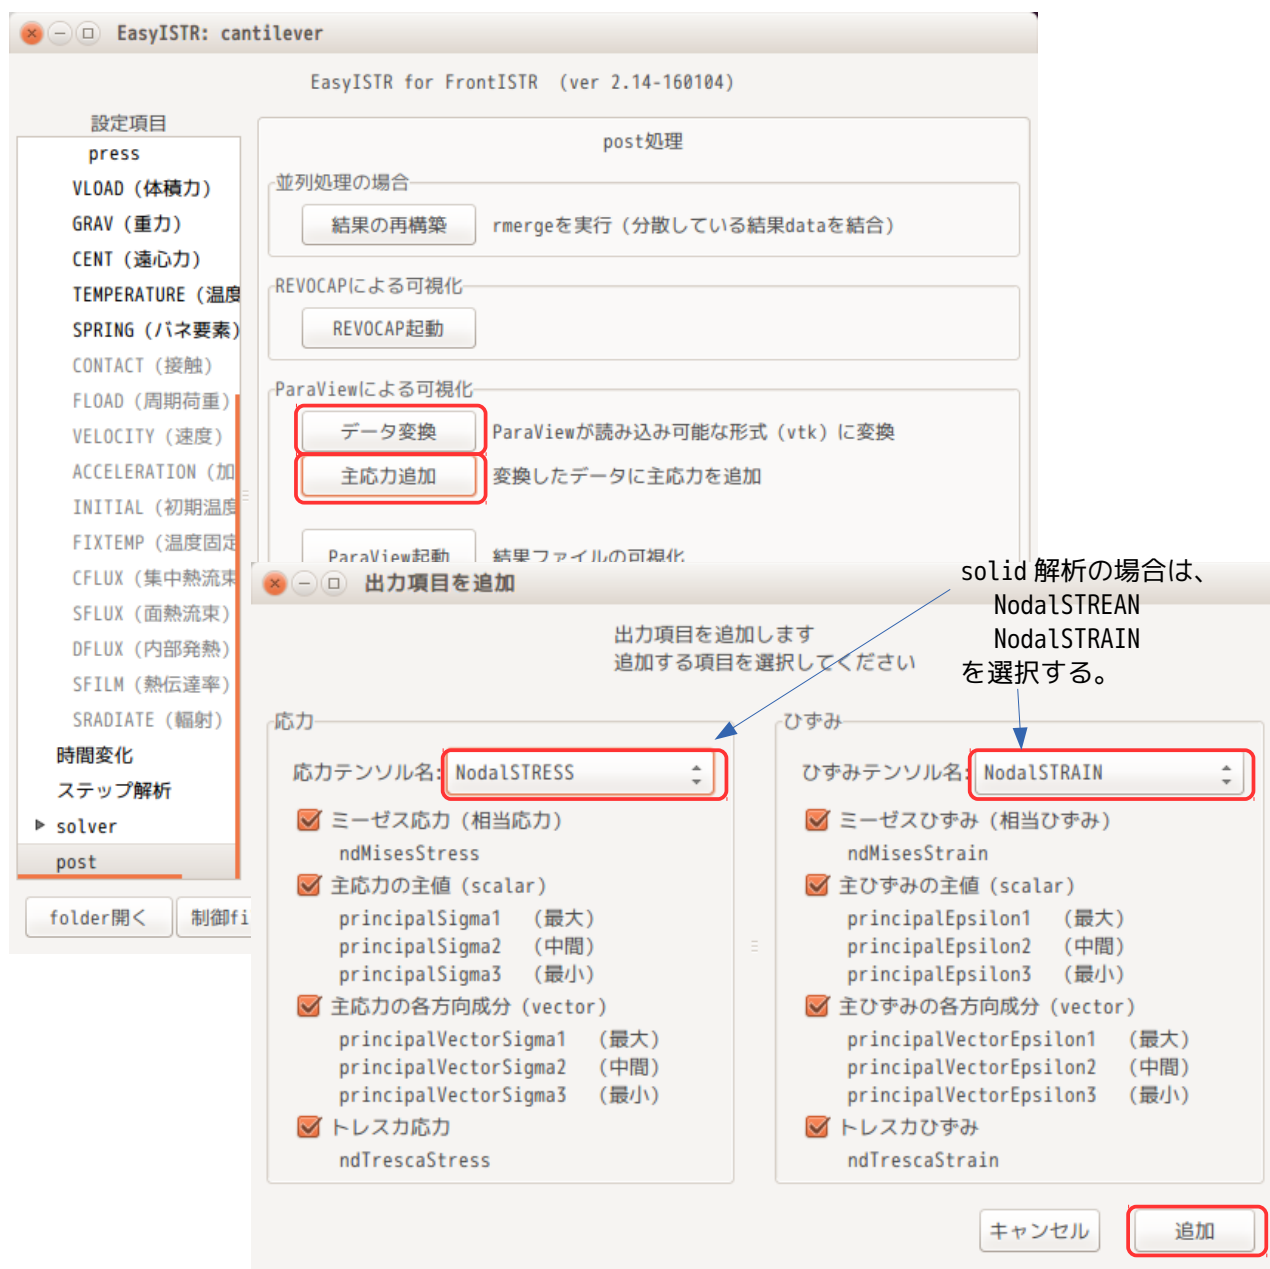 EasyISTR: cantilever
EasyISTR for FrontISTR (ver 2.14-160104)
設定項目
press
VLOAD (体積力)
GRAV (重力)
CENT (遠心力)
TEMPERATURE (温度
SPRING (バネ要素)
CONTACT (接触)
FLOAD (周期荷重)
VELOCITY (速度)
ACCELERATION (加
INITIAL (初期温度
FIXTEMP (温度固定
CFLUX (集中熱流束
SFLUX (面熱流束)
DFLUX (内部発熱)
SFILM (熱伝達率)
SRADIATE (輻射)
時間変化
ステップ解析
solver
post
folder開く 制御fi
post処理
並列処理の場合
結果の再構築 rmergeを実行 (分散している結果dataを結合)
REVOCAPによる可視化
REVOCAP起動
ParaViewによる可視化
データ変換 ParaViewが読み込み可能な形式 (vtk) に変換
主応力追加 変換したデータに主応力を追加
ParaView起動 結果ファイルの可視化
solid 解析の場合は、
NodalSTREAN
NodalSTRAIN
を選択する。
出力項目を追加
出力項目を追加します
追加する項目を選択してください
応力
応力テンソル名: NodalSTRESS
ミーゼス応力 (相当応力)
ndMisesStress
主応力の主値 (scalar)
principalSigma1 (最大)
principalSigma2 (中間)
principalSigma3 (最小)
主応力の各方向成分 (vector)
principalVectorSigma1 (最大)
principalVectorSigma2 (中間)
principalVectorSigma3 (最小)
トレスカ応力
ndTrescaStress
ひずみ
ひずみテンソル名: NodalSTRAIN
ミーゼスひずみ (相当ひずみ)
ndMisesStrain
主ひずみの主値 (scalar)
principalEpsilon1 (最大)
principalEpsilon2 (中間)
principalEpsilon3 (最小)
主ひずみの各方向成分 (vector)
principalVectorEpsilon1 (最大)
principalVectorEpsilon2 (中間)
principalVectorEpsilon3 (最小)
トレスカひずみ
ndTrescaStrain
キャンセル 追加